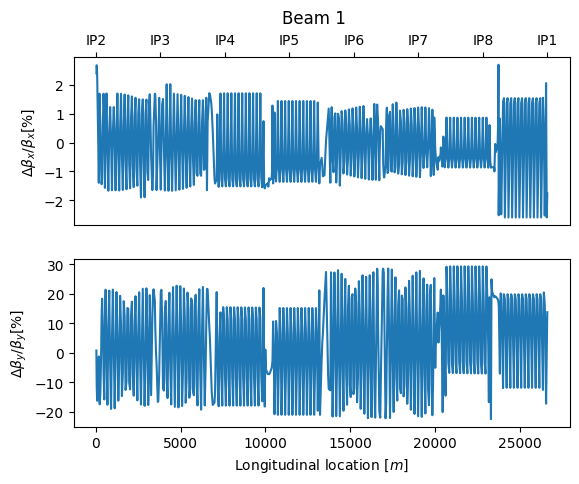 Beam 1
IP2 IP3 IP4 IP5 IP6 IP7 IP8 IP1
Δβx/βx[%]
2
1
0
−1
−2
Δβy/βy[%]
30
20
10
0
−10
−20
0 5000 10000 15000 20000 25000
Longitudinal location [m]